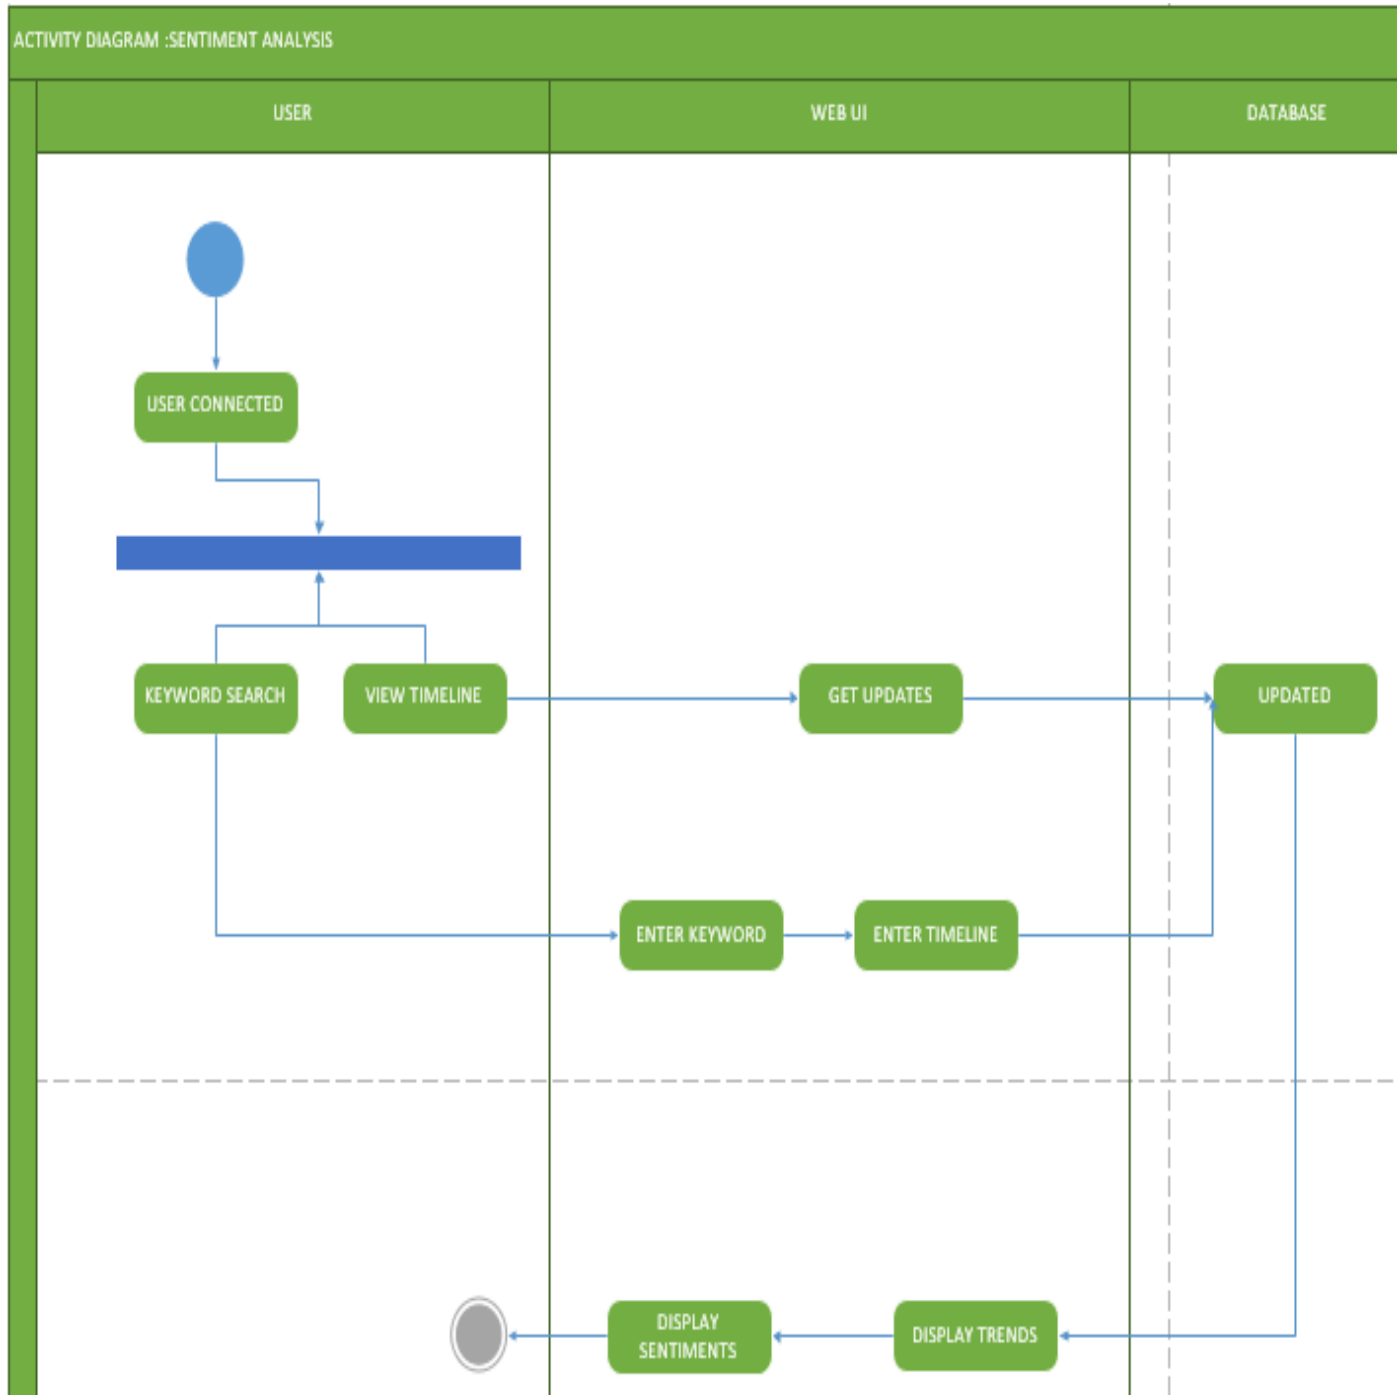 ACTIVITY DIAGRAM :SENTIMENT ANALYSIS
USER
WEB UI
DATABASE
USER CONNECTED
KEYWORD SEARCH
VIEW TIMELINE
GET UPDATES
UPDATED
ENTER KEYWORD
ENTER TIMELINE
DISPLAY
SENTIMENTS
DISPLAY TRENDS